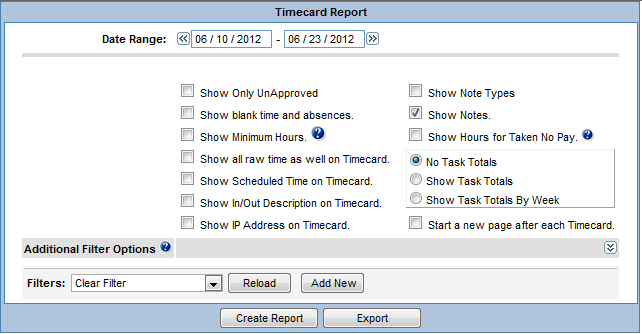 Timecard Report
Date Range: 06 / 10 / 2012 - 06 / 23 / 2012
Show Only UnApproved Show Note Types
Show blank time and absences. Show Notes.
Show Minimum Hours. ? Show Hours for Taken No Pay. ?
Show all raw time as well on Timecard. No Task Totals
Show Scheduled Time on Timecard. Show Task Totals
Show In/Out Description on Timecard. Show Task Totals By Week
Show IP Address on Timecard. Start a new page after each Timecard.
Additional Filter Options ?
Filters: Clear Filter Reload Add New
Create Report Export